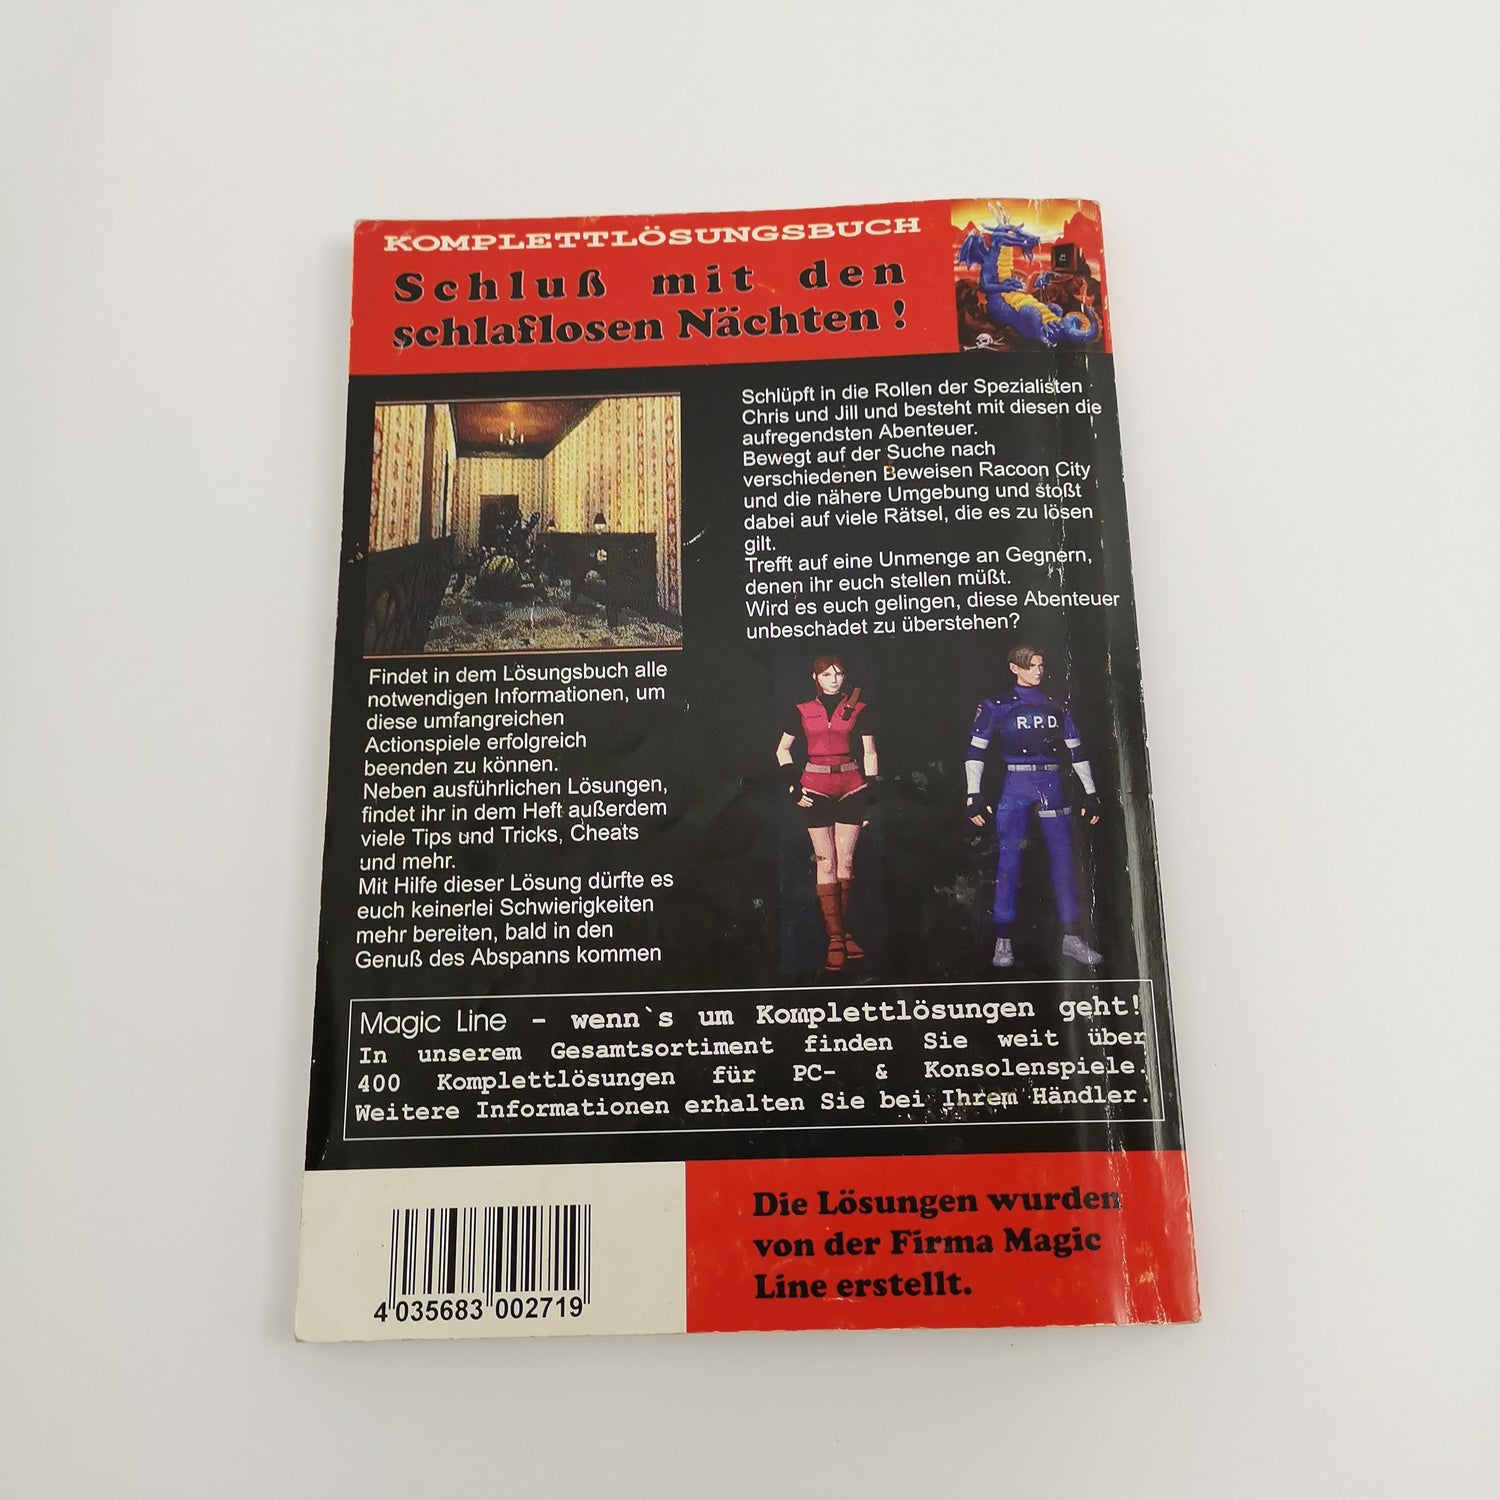 KOMPLETTLÖSUNGSBUCH
Schluß mit den
schlaflosen Nächten !
Schlüpft in die Rollen der Spezialisten
Chris und Jill und besteht mit diesen die
aufregendsten Abenteuer.
Bewegt auf der Suche nach
verschiedenen Beweisen Racoon City
und die nähere Umgebung und stoßt
dabei auf viele Rätsel, die es zu lösen
gilt.
Trefft auf eine Unmenge an Gegnern,
denen ihr euch stellen müßt.
Wird es euch gelingen, diese Abenteuer
unbeschadet zu überstehen?
R.P.D.
Findet in dem Lösungsbuch alle
notwendigen Informationen, um
diese umfangreichen
Actionspiele erfolgreich
beenden zu können.
Neben ausführlichen Lösungen,
findet ihr in dem Heft außerdem
viele Tips und Tricks, Cheats
und mehr.
Mit Hilfe dieser Lösung dürfte es
euch keinerlei Schwierigkeiten
mehr bereiten, bald in den
Genuß des Abspanns kommen
Magic Line - wenn`s um Komplettlösungen geht!
In unserem Gesamtsortiment finden Sie weit über
400 Komplettlösungen für PC- & Konsolenspiele.
Weitere Informationen erhalten Sie bei Ihrem Händler.
Die Lösungen wurden
von der Firma Magic
Line erstellt.
4 035683 002719